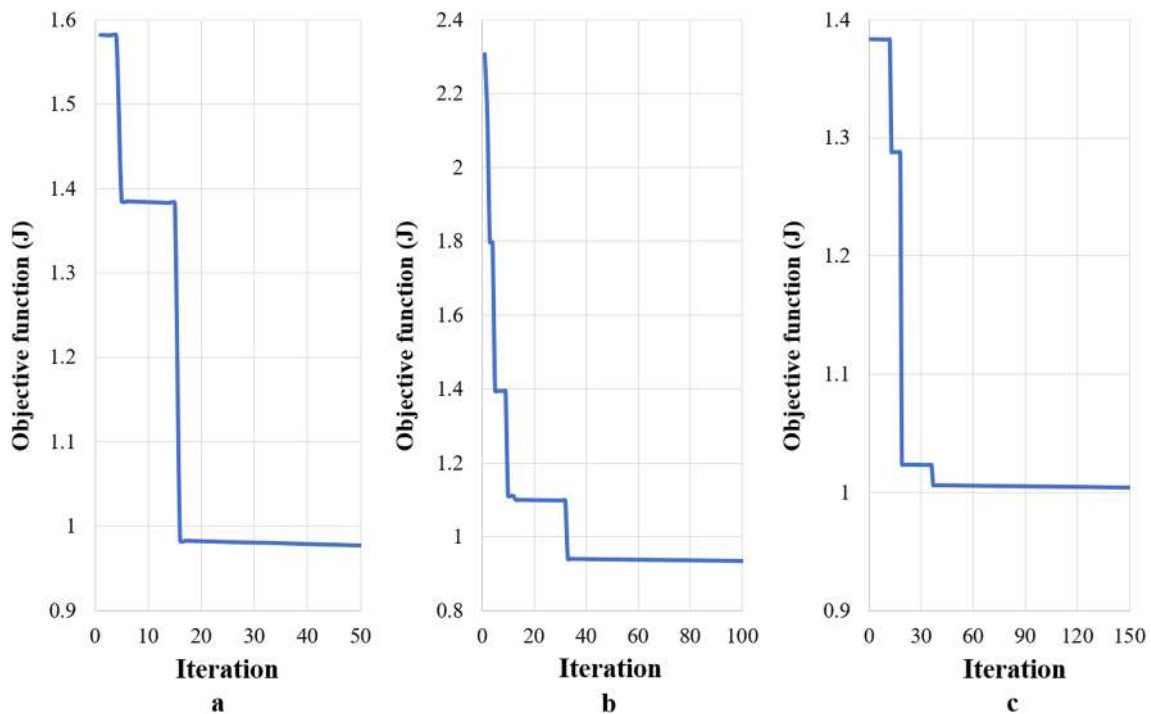 Objective function (J)
1.6
1.5
1.4
1.3
1.2
1.1
1
0.9
0 10 20 30 40 50
Iteration
a
Objective function (J)
2.4
2.2
2
1.8
1.6
1.4
1.2
1
0.8
0 20 40 60 80 100
Iteration
b
Objective function (J)
1.4
1.3
1.2
1.1
1
0.9
0 30 60 90 120 150
Iteration
c